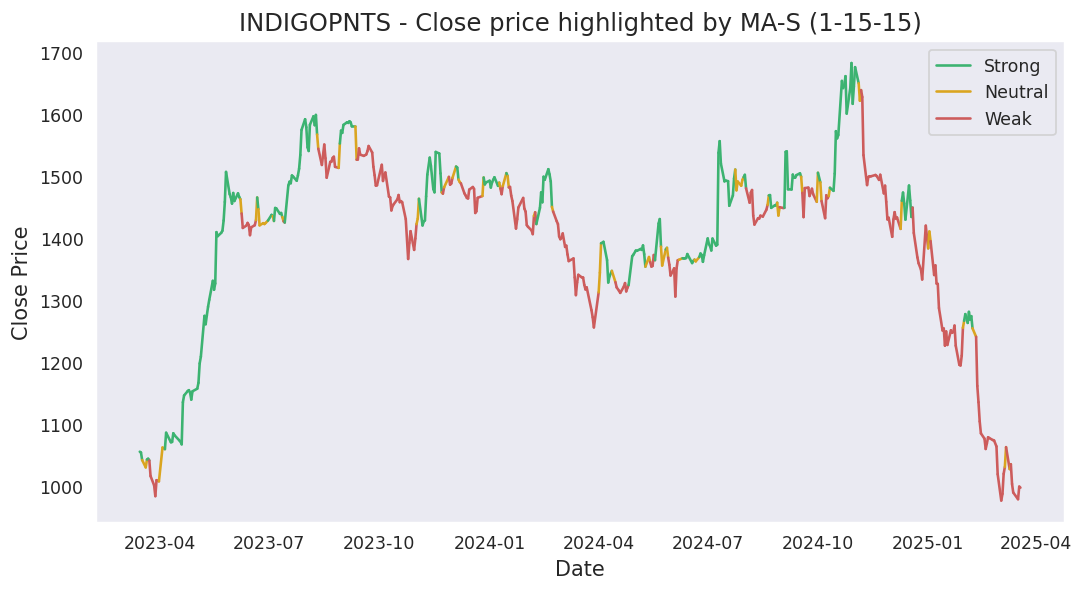 INDIGOPNTS - Close price highlighted by MA-S (1-15-15)
Strong
Neutral
Weak
Close Price
1700
1600
1500
1400
1300
1200
1100
1000
2023-04 2023-07 2023-10 2024-01 2024-04 2024-07 2024-10 2025-01 2025-04
Date